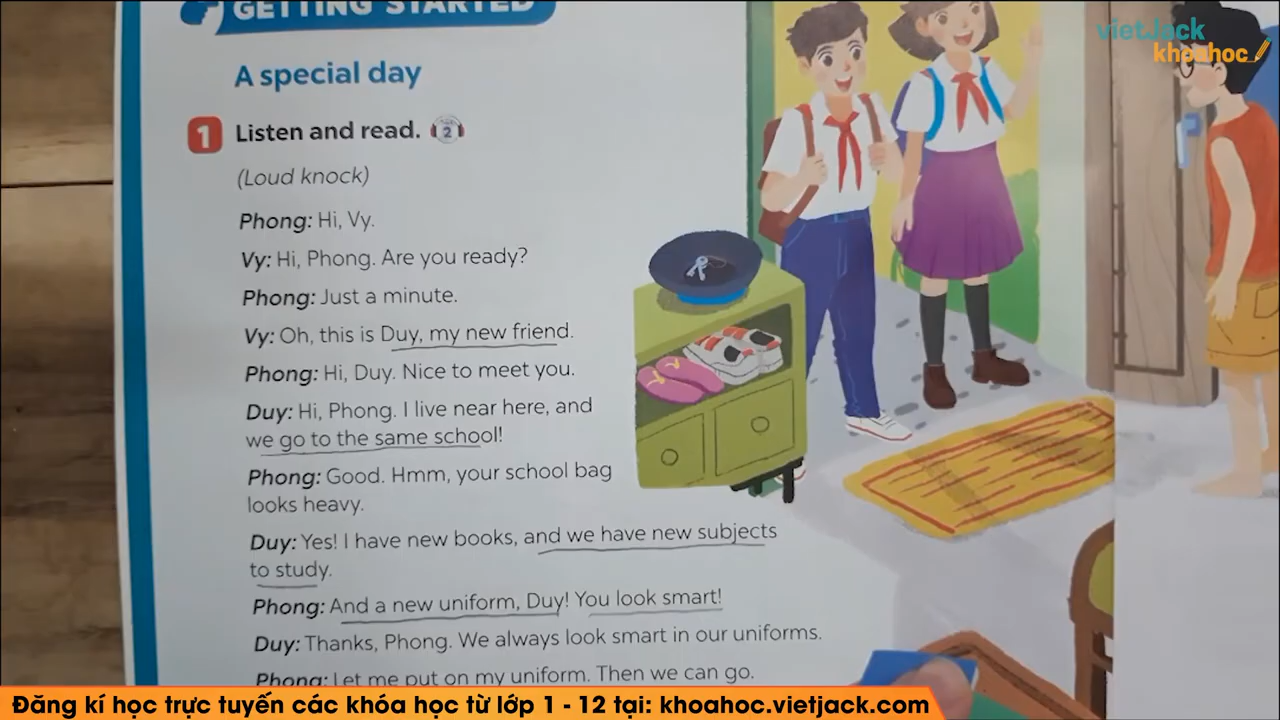 GETTING STARTED
A special day
1 Listen and read. 2
(Loud knock)
Phong: Hi, Vy.
Vy: Hi, Phong. Are you ready?
Phong: Just a minute.
Vy: Oh, this is Duy, my new friend.
Phong: Hi, Duy. Nice to meet you.
Duy: Hi, Phong. I live near here, and
we go to the same school!
Phong: Good. Hmm, your school bag
looks heavy.
Duy: Yes! I have new books, and we have new subjects
to study.
Phong: And a new uniform, Duy! You look smart!
Duy: Thanks, Phong. We always look smart in our uniforms.
Phong: Let me put on my uniform. Then we can go.
vietJack
khoahoc
Đăng kí học trực tuyến các khóa học từ lớp 1 - 12 tại: khoahoc.vietjack.com